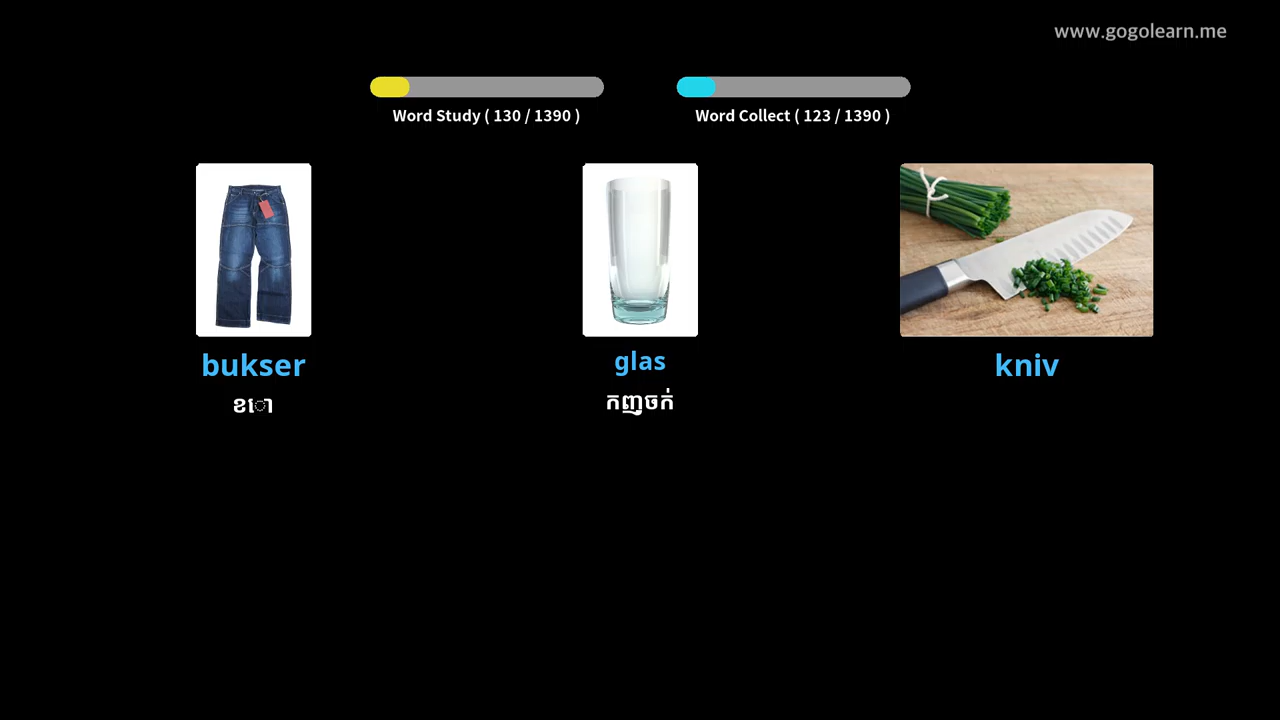 www.gogolearn.me
Word Study ( 130 / 1390 )
Word Collect ( 123 / 1390 )
bukser
glas
kniv
ខោ
កញ្ចក់